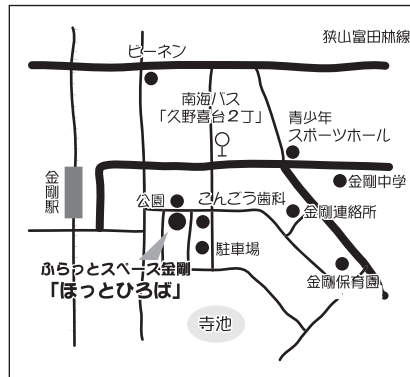 狭山富田林線
ピーネン
南海バス
「久野喜台2丁」
青少年
スポーツホール
金剛駅
金剛中学
公園
こんごう歯科
金剛連絡所
駐車場
ふらっとスペース金剛
「ほっとひろば」
金剛保育園
寺池